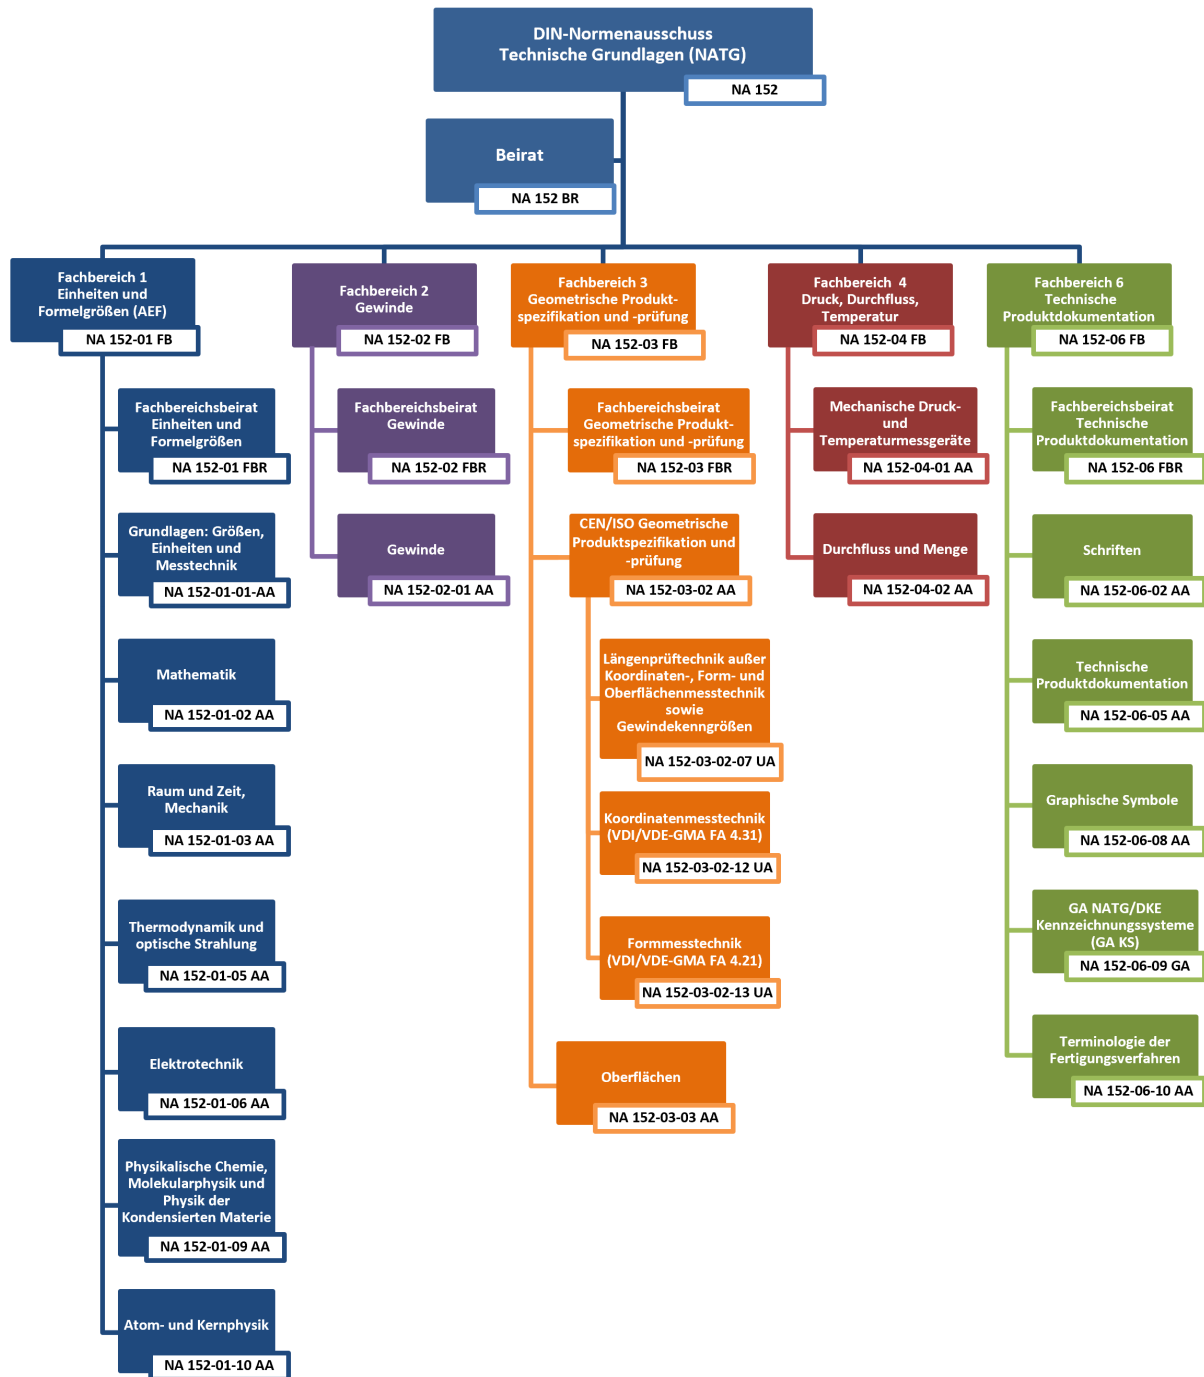 DIN-Normenausschuss
Technische Grundlagen (NATG)
NA 152
Beirat
NA 152 BR
Fachbereich 1
Einheiten und
Formelgrößen (AEF)
NA 152-01 FB
Fachbereichsbeirat
Einheiten und
Formelgrößen
NA 152-01 FBR
Grundlagen: Größen,
Einheiten und
Messtechnik
NA 152-01-01-AA
Mathematik
NA 152-01-02 AA
Raum und Zeit,
Mechanik
NA 152-01-03 AA
Thermodynamik und
optische Strahlung
NA 152-01-05 AA
Elektrotechnik
NA 152-01-06 AA
Physikalische Chemie,
Molekularphysik und
Physik der
Kondensierten Materie
NA 152-01-09 AA
Atom- und Kernphysik
NA 152-01-10 AA
Fachbereich 2
Gewinde
NA 152-02 FB
Fachbereichsbeirat
Gewinde
NA 152-02 FBR
Gewinde
NA 152-02-01 AA
Fachbereich 3
Geometrische Produkt-
spezifikation und -prüfung
NA 152-03 FB
Fachbereichsbeirat
Geometrische Produkt-
spezifikation und -prüfung
NA 152-03 FBR
CEN/ISO Geometrische
Produktspezifikation und
-prüfung
NA 152-03-02 AA
Längenprüftechnik außer
Koordinaten-, Form- und
Oberflächenmesstechnik
sowie
Gewindekenngrößen
NA 152-03-02-07 UA
Koordinatenmesstechnik
(VDI/VDE-GMA FA 4.31)
NA 152-03-02-12 UA
Formmesstechnik
(VDI/VDE-GMA FA 4.21)
NA 152-03-02-13 UA
Oberflächen
NA 152-03-03 AA
Fachbereich 4
Druck, Durchfluss,
Temperatur
NA 152-04 FB
Mechanische Druck-
und
Temperaturmessgeräte
NA 152-04-01 AA
Durchfluss und Menge
NA 152-04-02 AA
Fachbereich 6
Technische
Produktdokumentation
NA 152-06 FB
Fachbereichsbeirat
Technische
Produktdokumentation
NA 152-06 FBR
Schriften
NA 152-06-02 AA
Technische
Produktdokumentation
NA 152-06-05 AA
Graphische Symbole
NA 152-06-08 AA
GA NATG/DKE
Kennzeichnungssysteme
(GA KS)
NA 152-06-09 GA
Terminologie der
Fertigungsverfahren
NA 152-06-10 AA